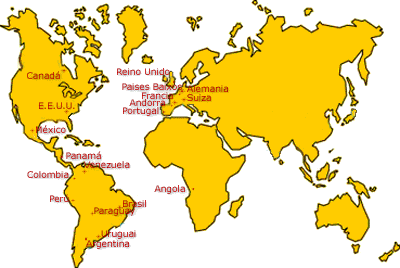 Reino Unido
Canadá
Paises Bajos
Alemania
Francia
Suiza
E.E.U.U.
Andorra
Portugal
México
Panamá
Venezuela
Colombia
Angola
Perú
Brasil
Paraguay
Uruguai
Argentina